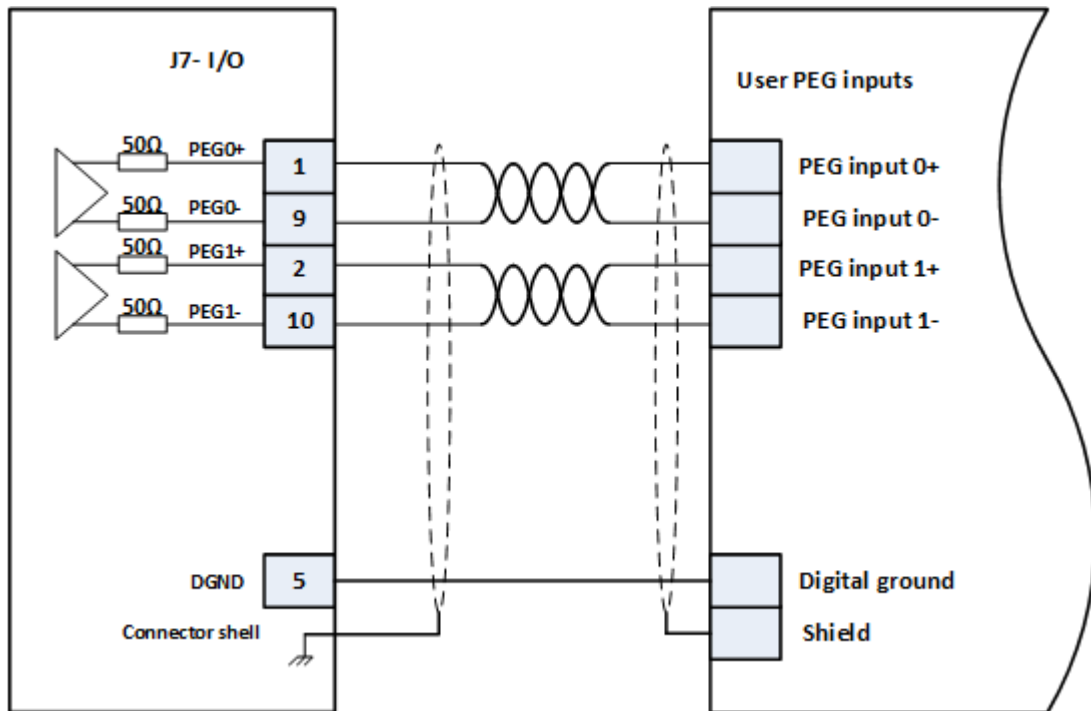 J7- I/O
User PEG inputs
50Ω PEG0+ 1 PEG input 0+
50Ω PEG0- 9 PEG input 0-
50Ω PEG1+ 2 PEG input 1+
50Ω PEG1- 10 PEG input 1-
DGND 5 Digital ground
Connector shell Shield